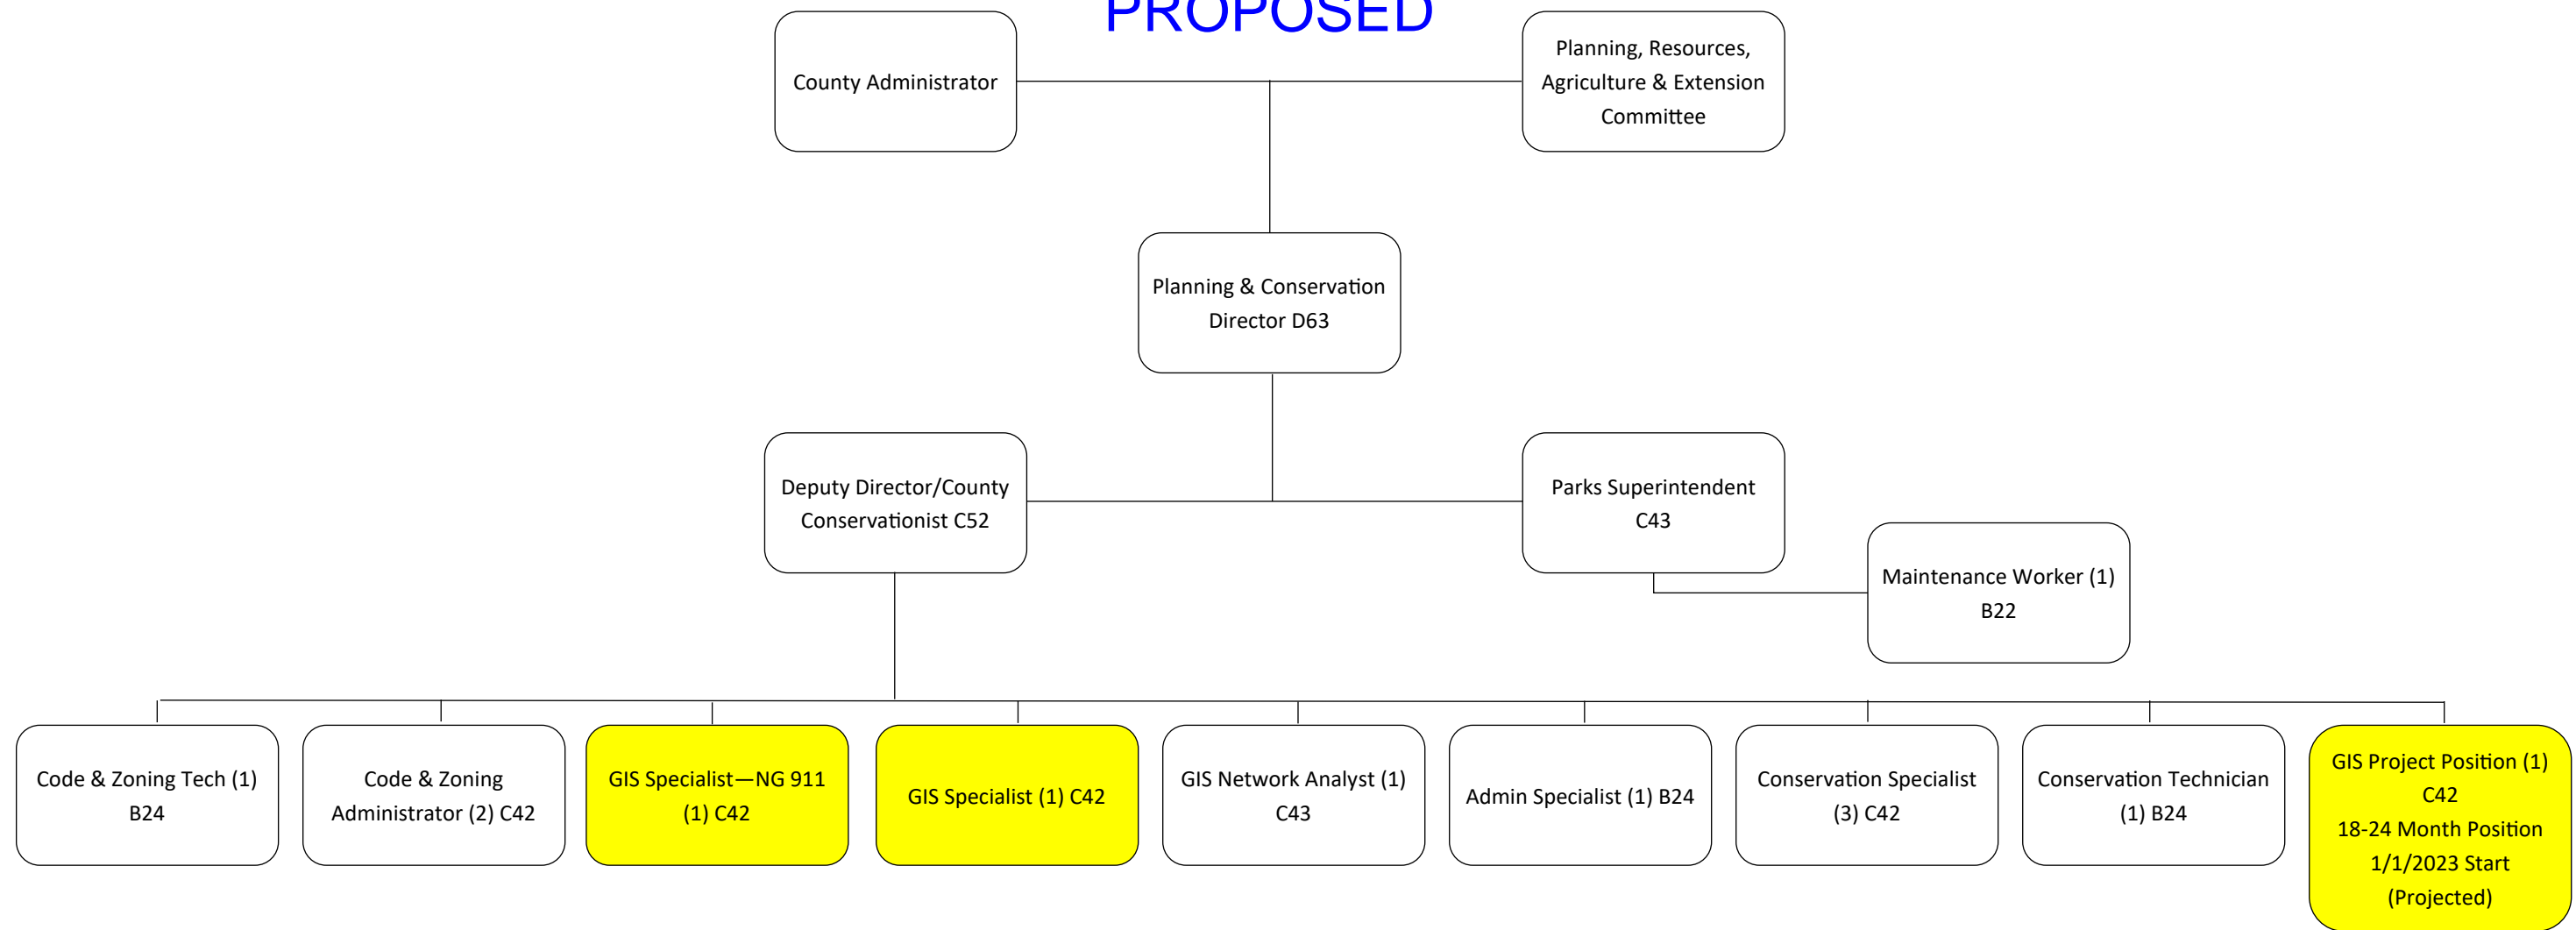 PROPOSED
County Administrator
Planning, Resources,
Agriculture & Extension
Committee
Planning & Conservation
Director D63
Deputy Director/County
Conservationist C52
Parks Superintendent
C43
Maintenance Worker (1)
B22
Code & Zoning Tech (1)
B24
Code & Zoning
Administrator (2) C42
GIS Specialist—NG 911
(1) C42
GIS Specialist (1) C42
GIS Network Analyst (1)
C43
Admin Specialist (1) B24
Conservation Specialist
(3) C42
Conservation Technician
(1) B24
GIS Project Position (1)
C42
18-24 Month Position
1/1/2023 Start
(Projected)